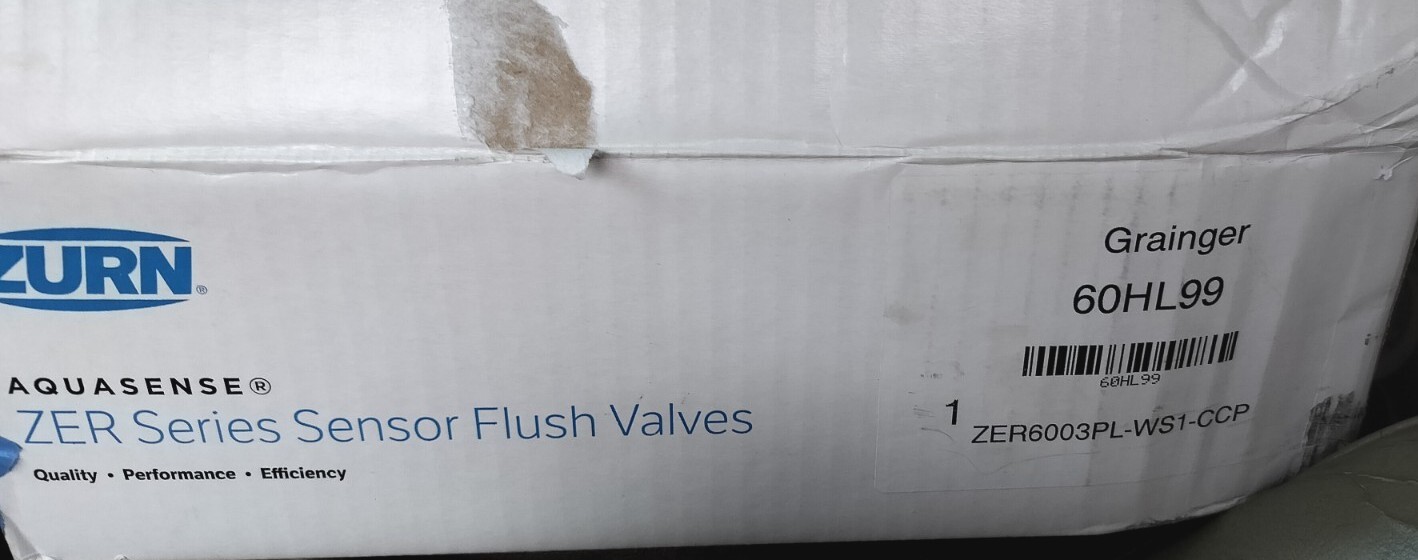 ZURN®
AQUASENSE®
ZER Series Sensor Flush Valves
Quality • Performance • Efficiency
Grainger
60HL99
60HL99
1
ZER6003PL-WS1-CCP